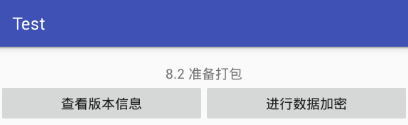 Test
8.2 准备打包
查看版本信息
进行数据加密